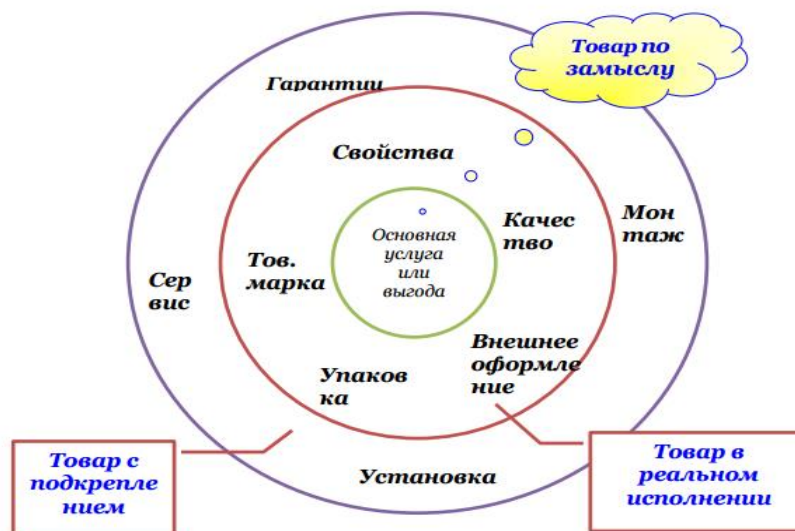 Товар по
замыслу
Гарантии
Свойства
Качес
тво
Мон
таж
Основная
услуга
или
выгода
Тов.
марка
Сер
вис
Внешнее
оформле
ние
Упаков
ка
Установка
Товар с
подкрепле
нием
Товар в
реальном
исполнении